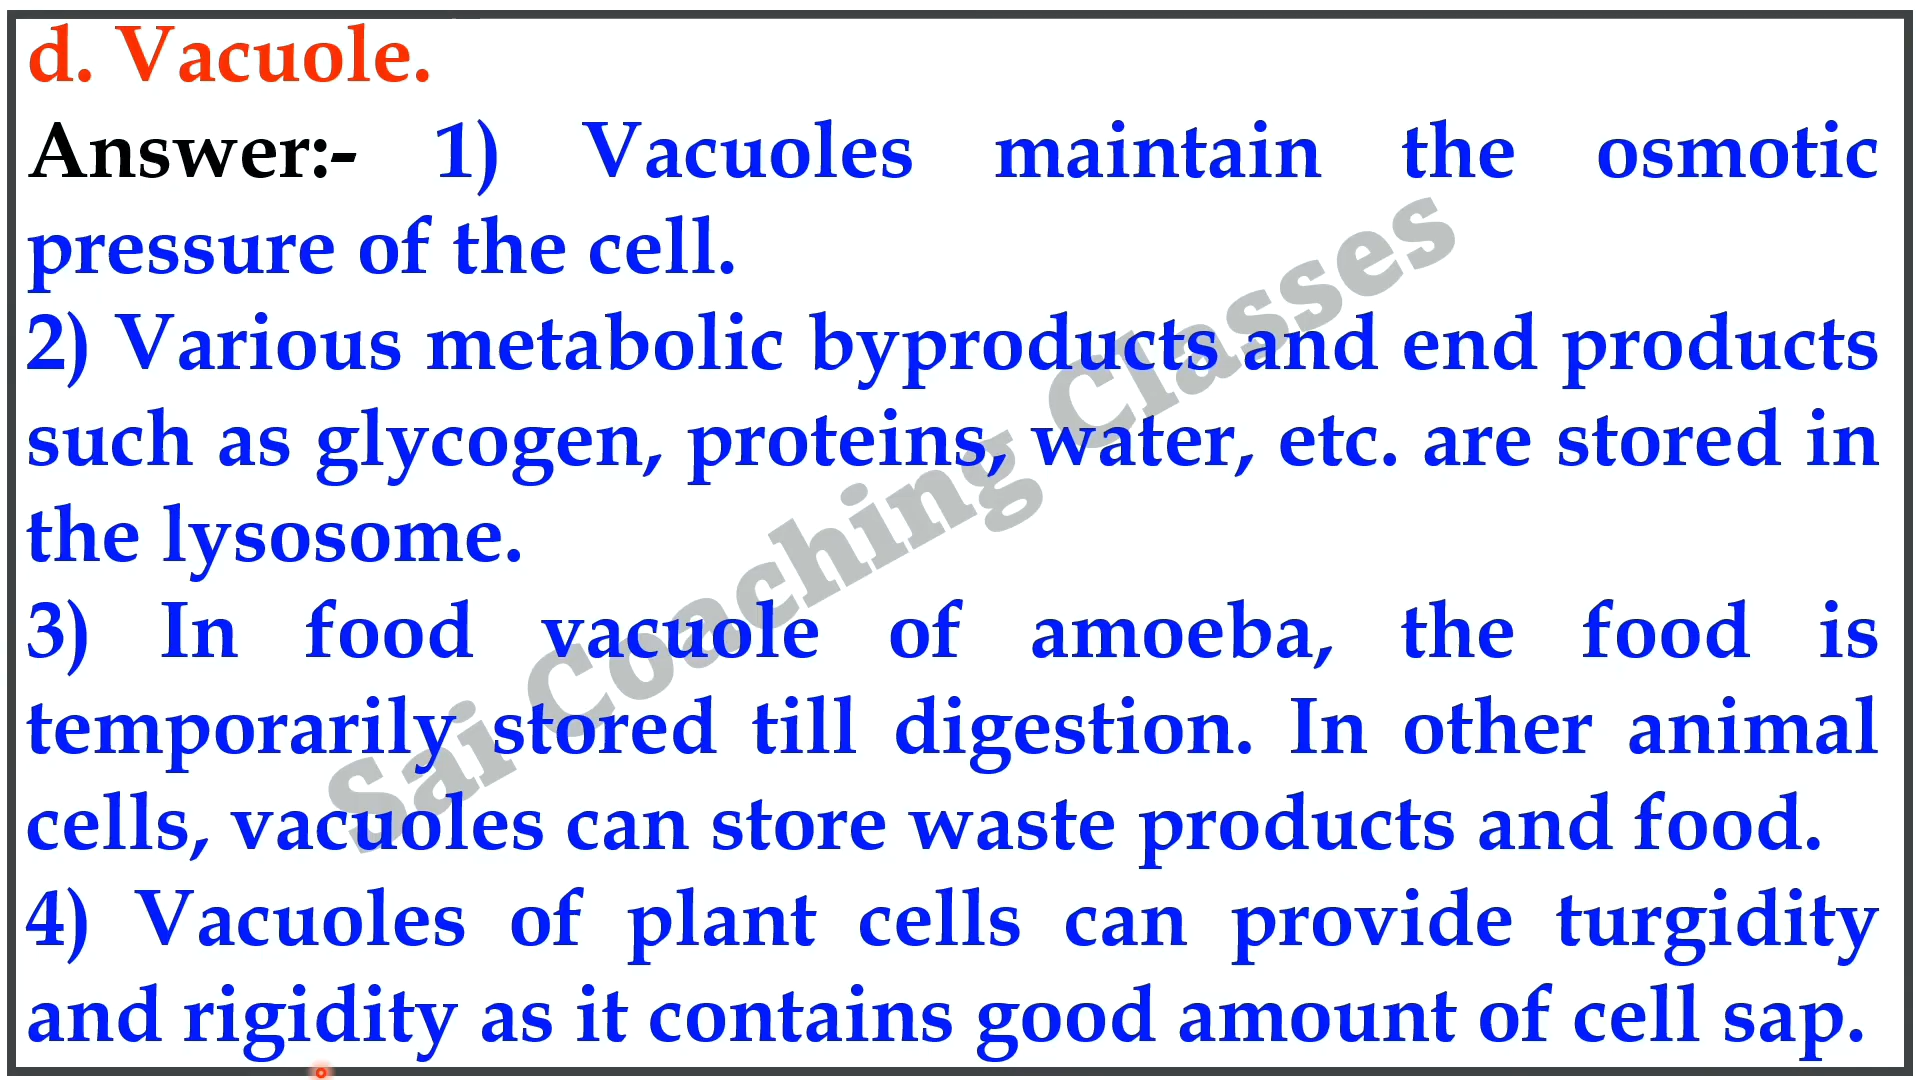 d. Vacuole.
Answer:- 1) Vacuoles maintain the osmotic
pressure of the cell.
2) Various metabolic byproducts and end products
such as glycogen, proteins, water, etc. are stored in
the lysosome.
3) In food vacuole of amoeba, the food is
temporarily stored till digestion. In other animal
cells, vacuoles can store waste products and food.
4) Vacuoles of plant cells can provide turgidity
and rigidity as it contains good amount of cell sap.
Sai Coaching Classes